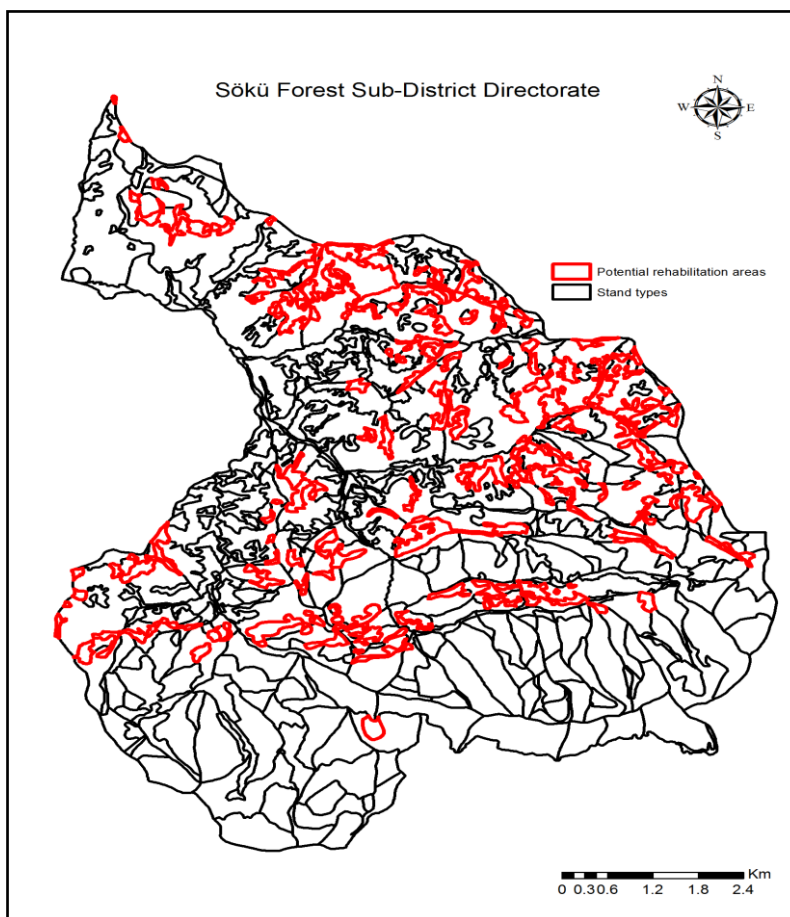 Sökü Forest Sub-District Directorate
N
W E
S
Potential rehabilitation areas
Stand types
Km
0 0.30.6 1.2 1.8 2.4